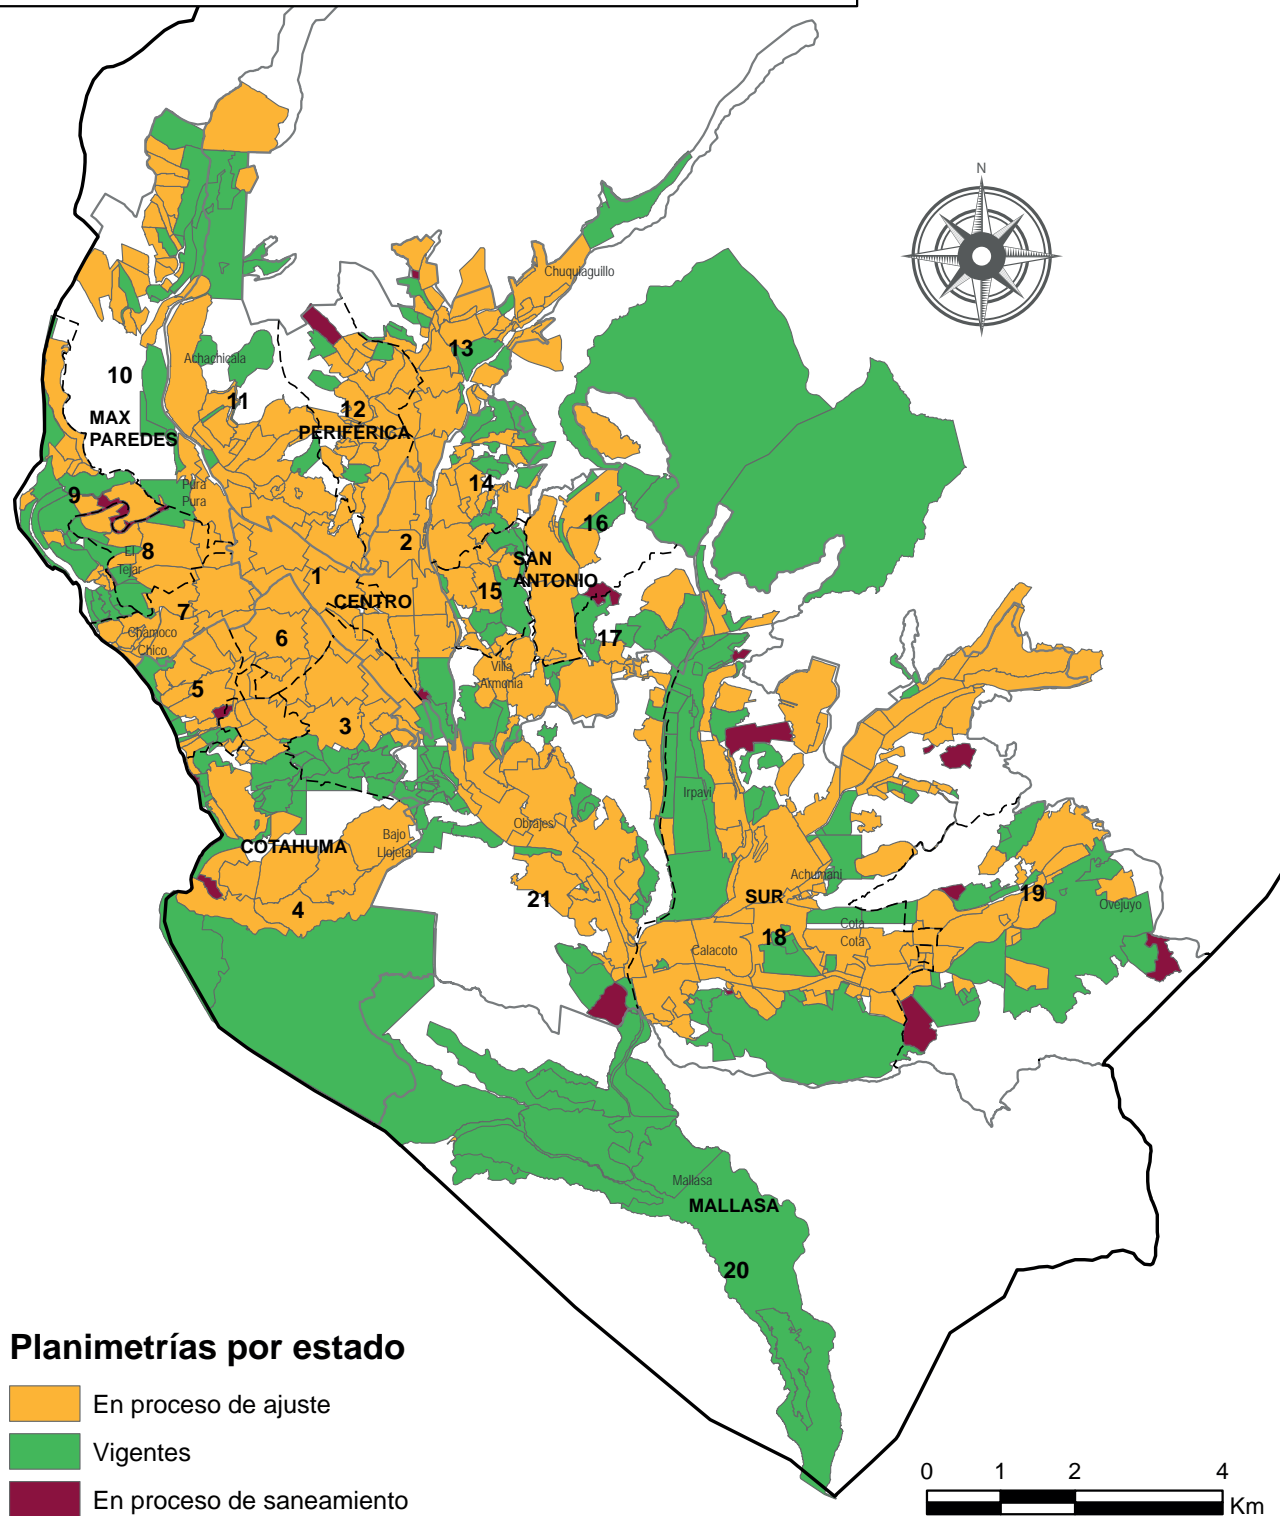 N
Chuquiaguillo
13
Achachicala
10
11
12
MAX
PAREDES
PERIFÉRICA
Pura
Pura
14
9
16
2
8
El
Tejar
SAN
ANTONIO
1
15
CENTRO
7
Chamoco
Chico
6
17
Villa
Armonía
5
3
Irpavi
Obrajes
Bajo
Llojeta
COTAHUMA
Achumani
SUR
19
Ovejuyo
21
4
Cota
Cota
18
Calacoto
Mallasa
MALLASA
20
Planimetrías por estado
En proceso de ajuste
Vigentes
En proceso de saneamiento
0 1 2 4
Km